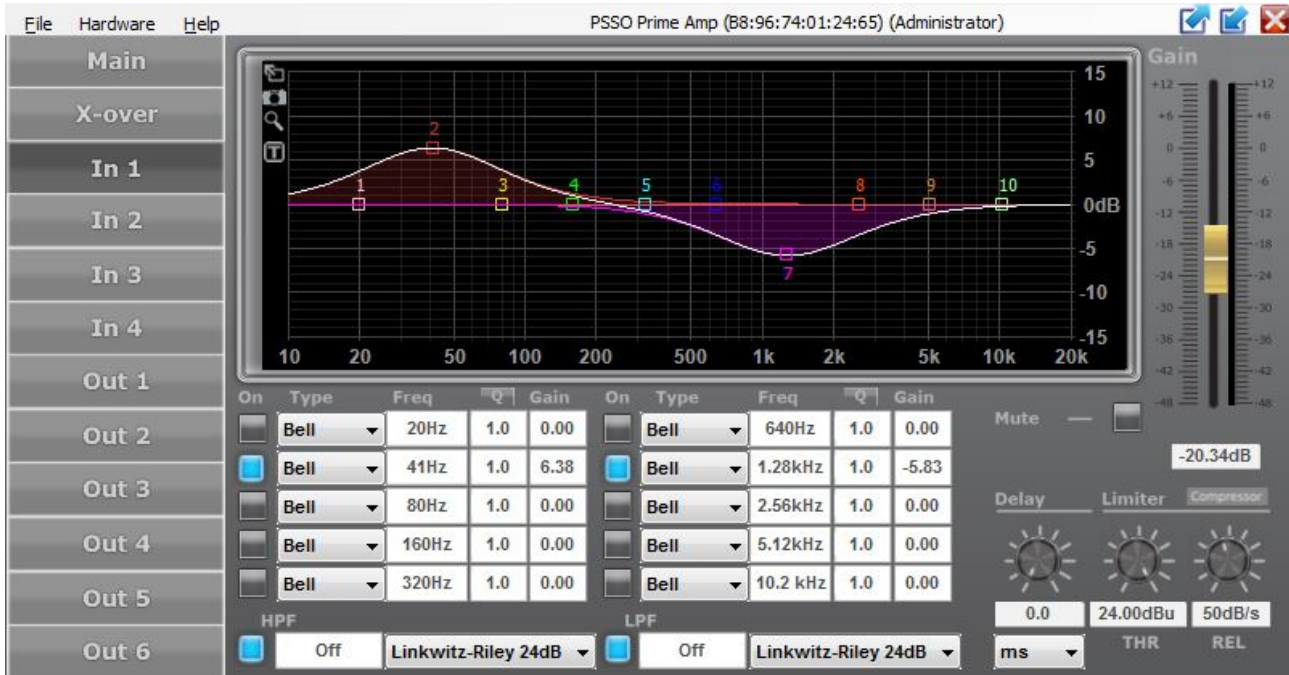 File Hardware Help PSSO Prime Amp (B8:96:74:01:24:65) (Administrator)
Main
X-over
In 1
In 2
In 3
In 4
Out 1
Out 2
Out 3
Out 4
Out 5
Out 6
T
1 2 3 4 5 6 7 8 9 10
15
10
5
0dB
-5
-10
-15
10 20 50 100 200 500 1k 2k 5k 10k 20k
Gain
+12 +12
+6 +6
0 0
-6 -6
-12 -12
-18 -18
-24 -24
-30 -30
-36 -36
-42 -42
-48 -48
On Type Freq Q Gain On Type Freq Q Gain
Bell 20Hz 1.0 0.00 Bell 640Hz 1.0 0.00
Bell 41Hz 1.0 6.38 Bell 1.28kHz 1.0 -5.83
Bell 80Hz 1.0 0.00 Bell 2.56kHz 1.0 0.00
Bell 160Hz 1.0 0.00 Bell 5.12kHz 1.0 0.00
Bell 320Hz 1.0 0.00 Bell 10.2 kHz 1.0 0.00
HPF LPF
Off Linkwitz-Riley 24dB Off Linkwitz-Riley 24dB
Mute
-20.34dB
Delay Limiter Compressor
0.0 24.00dBu 50dB/s
ms THR REL